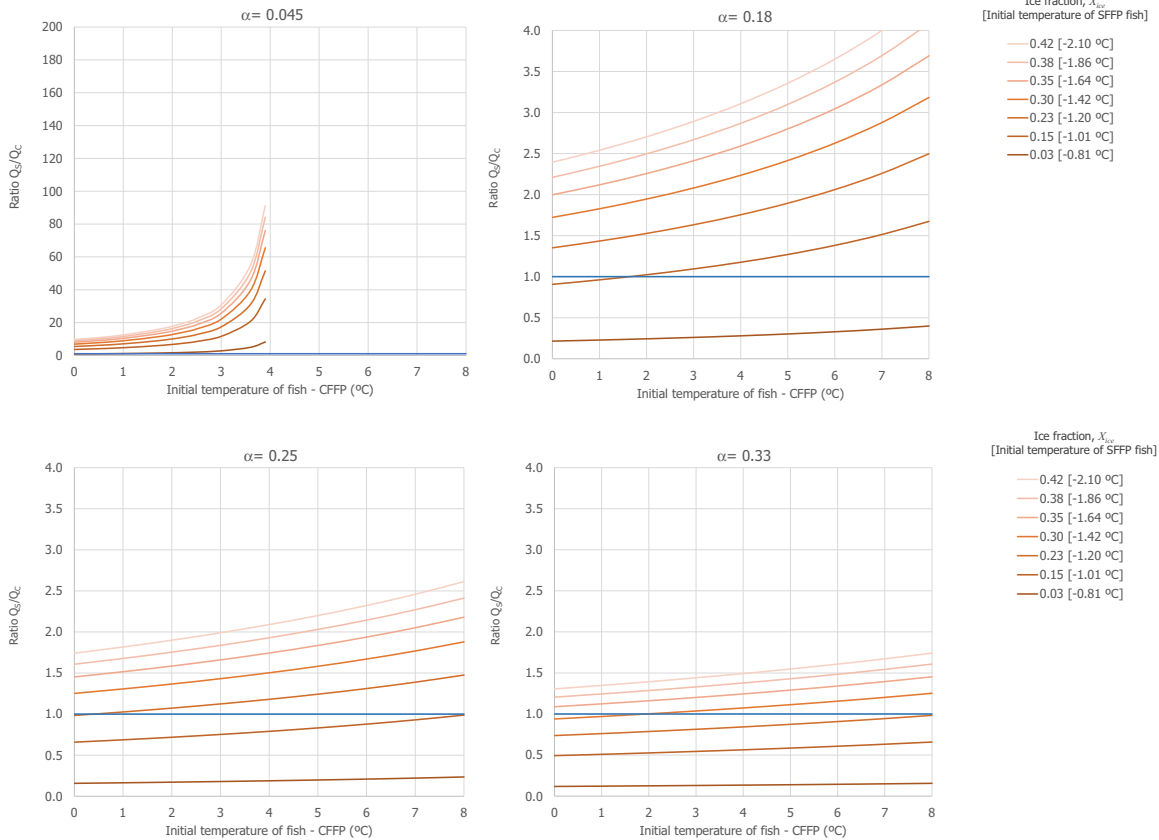 α= 0.045
200
180
160
140
120
100
80
60
40
20
0
Ratio Qs/Qc
0 1 2 3 4 5 6 7 8
Initial temperature of fish - CFFP (ºC)
α= 0.18
4.0
3.5
3.0
2.5
2.0
1.5
1.0
0.5
0.0
Ratio Qs/Qc
0 1 2 3 4 5 6 7 8
Initial temperature of fish - CFFP (ºC)
Ice fraction, Xice
[Initial temperature of SFFP fish]
0.42 [-2.10 ºC]
0.38 [-1.86 ºC]
0.35 [-1.64 ºC]
0.30 [-1.42 ºC]
0.23 [-1.20 ºC]
0.15 [-1.01 ºC]
0.03 [-0.81 ºC]
α= 0.25
4.0
3.5
3.0
2.5
2.0
1.5
1.0
0.5
0.0
Ratio Qs/Qc
0 1 2 3 4 5 6 7 8
Initial temperature of fish - CFFP (ºC)
α= 0.33
4.0
3.5
3.0
2.5
2.0
1.5
1.0
0.5
0.0
Ratio Qs/Qc
0 1 2 3 4 5 6 7 8
Initial temperature of fish - CFFP (ºC)
Ice fraction, Xice
[Initial temperature of SFFP fish]
0.42 [-2.10 ºC]
0.38 [-1.86 ºC]
0.35 [-1.64 ºC]
0.30 [-1.42 ºC]
0.23 [-1.20 ºC]
0.15 [-1.01 ºC]
0.03 [-0.81 ºC]